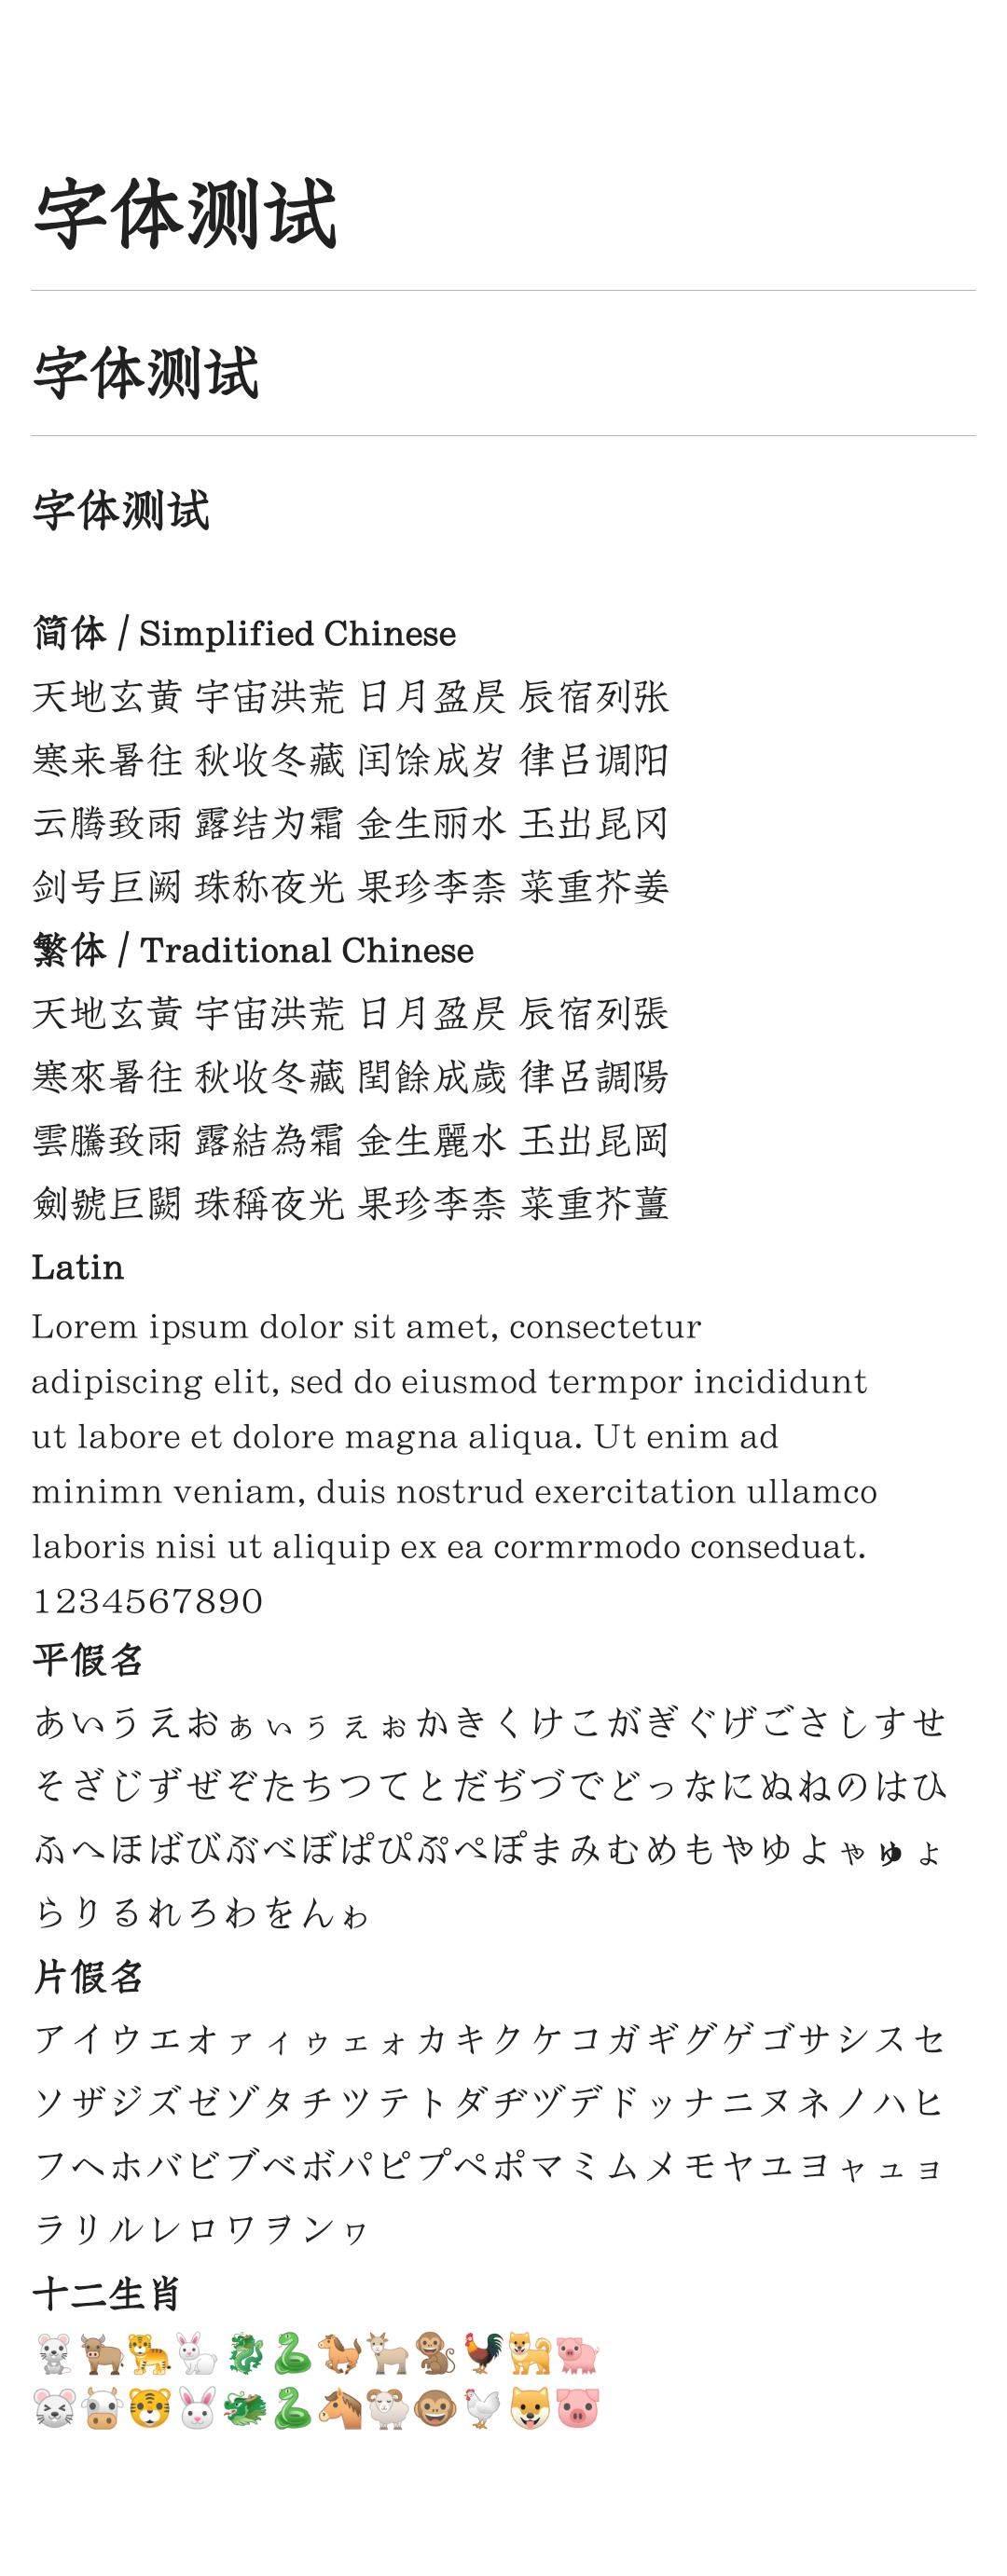 字体测试
字体测试
字体测试
简体 / Simplified Chinese
天地玄黄 宇宙洪荒 日月盈昃 辰宿列张
寒来暑往 秋收冬藏 闰馀成岁 律吕调阳
云腾致雨 露结为霜 金生丽水 玉出昆冈
剑号巨阙 珠称夜光 果珍李柰 菜重芥姜
繁体 / Traditional Chinese
天地玄黃 宇宙洪荒 日月盈昃 辰宿列張
寒來暑往 秋收冬藏 閏餘成歲 律呂調陽
雲騰致雨 露結為霜 金生麗水 玉出昆岡
劍號巨闕 珠稱夜光 果珍李柰 菜重芥薑
Latin
Lorem ipsum dolor sit amet, consectetur
adipiscing elit, sed do eiusmod termpor incididunt
ut labore et dolore magna aliqua. Ut enim ad
minimn veniam, duis nostrud exercitation ullamco
laboris nisi ut aliquip ex ea cormrmodo conseduat.
1234567890
平假名
あいうえおぁぃぅぇぉかきくけこがぎぐげごさしすせ
そざじずぜぞたちつてとだぢづでどっなにぬねのはひ
ふへほばびぶべぼぱぴぷぺぽまみむめもやゆよゃゅょ
らりるれろわをんゎ
片假名
アイウエオァィゥェォカキクケコガギグゲゴサシスセ
ソザジズゼゾタチツテトダヂヅデドッナニヌネノハヒ
フヘホバビブベボパピプペポマミムメモヤユヨャュョ
ラリルレロワヲンヮ
十二生肖
🐁🐂🐅🐇🐉🐍🐎🐐🐒🐓🐕🐖
🐭🐮🐯🐰🐲🐍🐴🐏🐵🐔🐶🐷